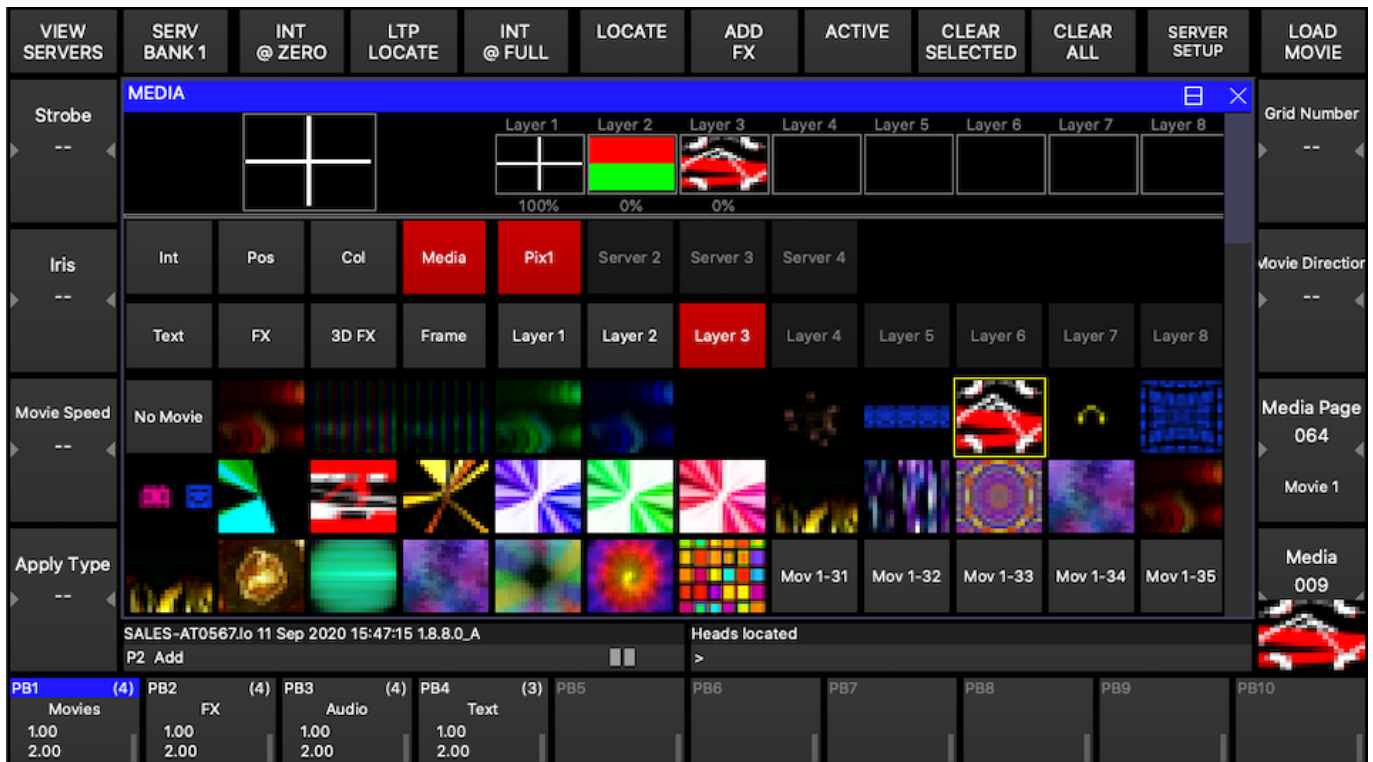 VIEW
SERVERS
SERV
BANK 1
INT
@ ZERO
LTP
LOCATE
INT
@ FULL
LOCATE
ADD
FX
ACTIVE
CLEAR
SELECTED
CLEAR
ALL
SERVER
SETUP
LOAD
MOVIE
MEDIA
Strobe
--
Iris
--
Movie Speed
--
Apply Type
--
Layer 1 Layer 2 Layer 3 Layer 4 Layer 5 Layer 6 Layer 7 Layer 8
100% 0% 0%
Int Pos Col Media Pix1 Server 2 Server 3 Server 4
Text FX 3D FX Frame Layer 1 Layer 2 Layer 3 Layer 4 Layer 5 Layer 6 Layer 7 Layer 8
No Movie
Mov 1-31 Mov 1-32 Mov 1-33 Mov 1-34 Mov 1-35
Grid Number
--
Movie Direction
--
Media Page
064
Movie 1
Media
009
SALES-AT0567.lo 11 Sep 2020 15:47:15 1.8.8.0_A
P2 Add
Heads located
>
PB1 (4)
Movies
1.00
2.00
PB2 (4)
FX
1.00
2.00
PB3 (4)
Audio
1.00
2.00
PB4 (3)
Text
1.00
2.00
PB5
PB6
PB7
PB8
PB9
PB10